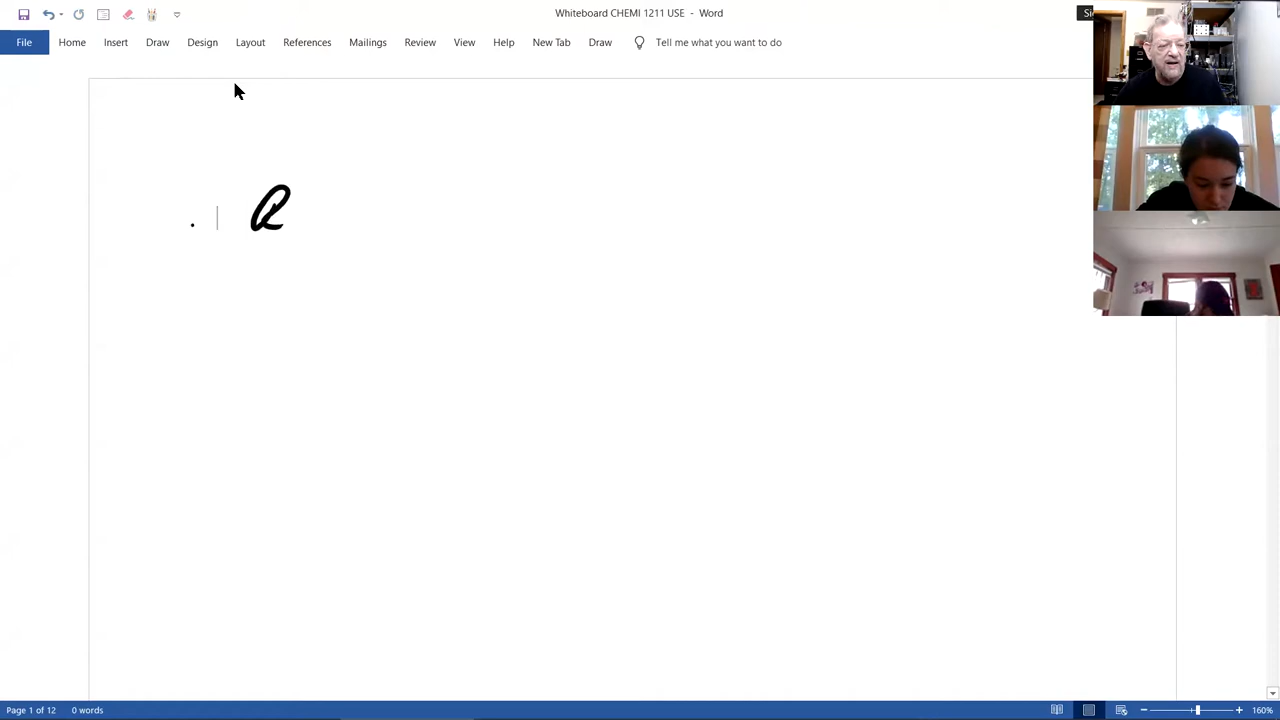 Whiteboard CHEMI 1211 USE - Word
Si
File Home Insert Draw Design Layout References Mailings Review View Help New Tab Draw Tell me what you want to do
Page 1 of 12 0 words 160%